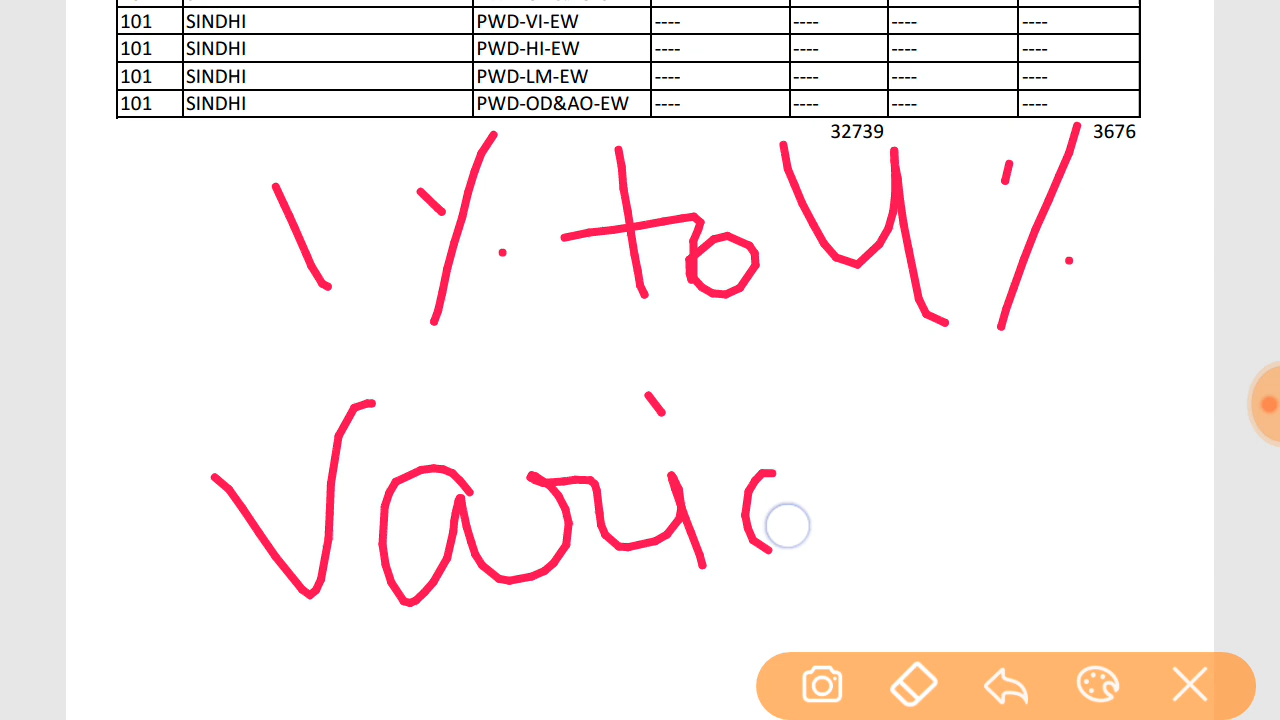 101 SINDHI PWD-VI-EW ---- ---- ---- ----
101 SINDHI PWD-HI-EW ---- ---- ---- ----
101 SINDHI PWD-LM-EW ---- ---- ---- ----
101 SINDHI PWD-OD&AO-EW ---- ---- ---- ----
32739 3676
1% to 4%
Varia